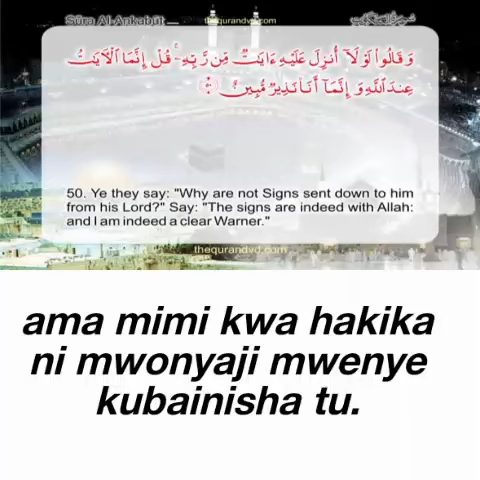 Sūra Al-Ankabūt
thequrandvd.com
وَقَالُوا۟ لَوْلَآ أُنزِلَ عَلَيْهِ ءَايَٰتٌ مِّن رَّبِّهِۦ ۖ قُلْ إِنَّمَا ٱلْءَايَٰتُ
عِندَ ٱللَّهِ وَإِنَّمَآ أَنَا۠ نَذِيرٌ مُّبِينٌ
50. Ye they say: "Why are not Signs sent down to him
from his Lord?" Say: "The signs are indeed with Allah:
and I am indeed a clear Warner."
thequrandvd.com
ama mimi kwa hakika
ni mwonyaji mwenye
kubainisha tu.